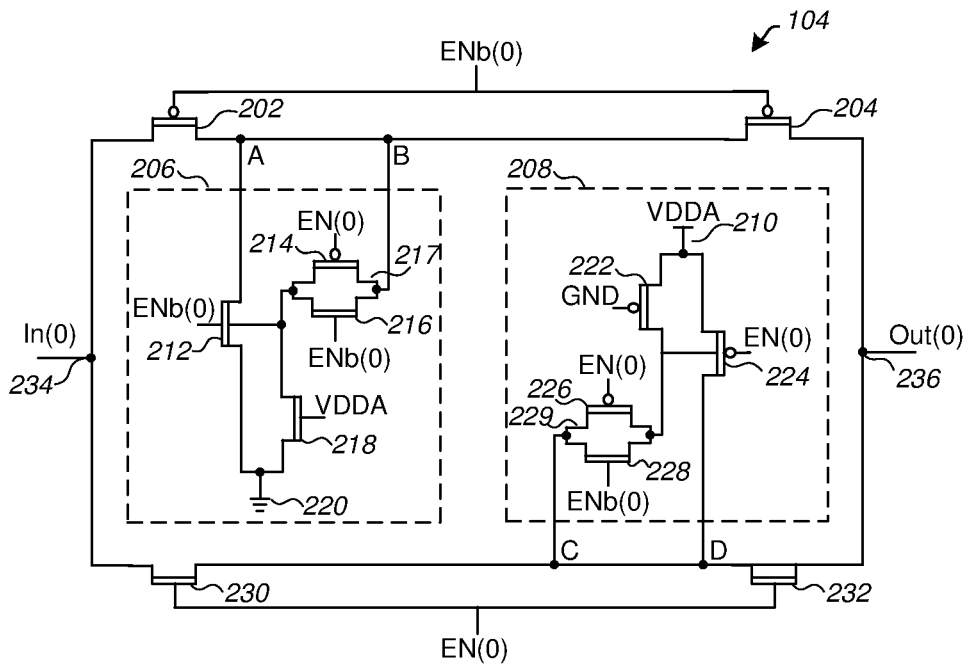 104
ENb(0)
202
204
A
B
206
208
EN(0)
214
217
VDDA
210
222
GND
ENb(0)
212
216
ENb(0)
In(0)
234
EN(0)
224
Out(0)
236
EN(0)
226
229
VDDA
218
228
ENb(0)
220
C
D
230
232
EN(0)